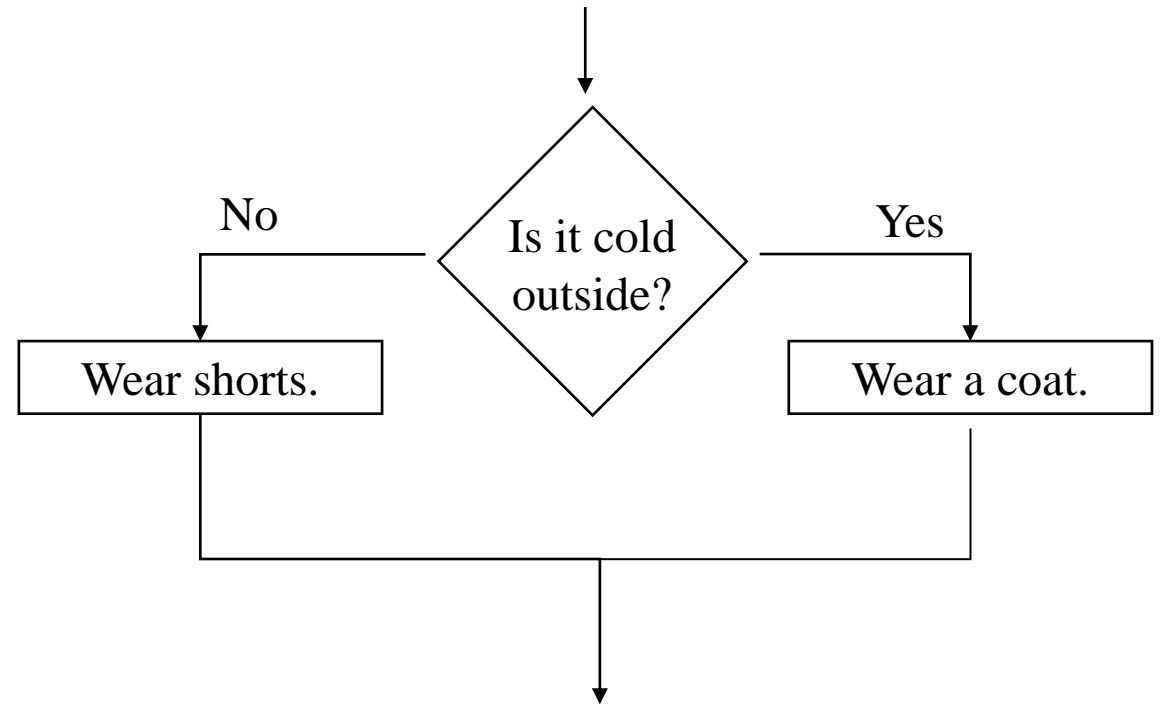 No
Yes
Is it cold
outside?
Wear shorts.
Wear a coat.